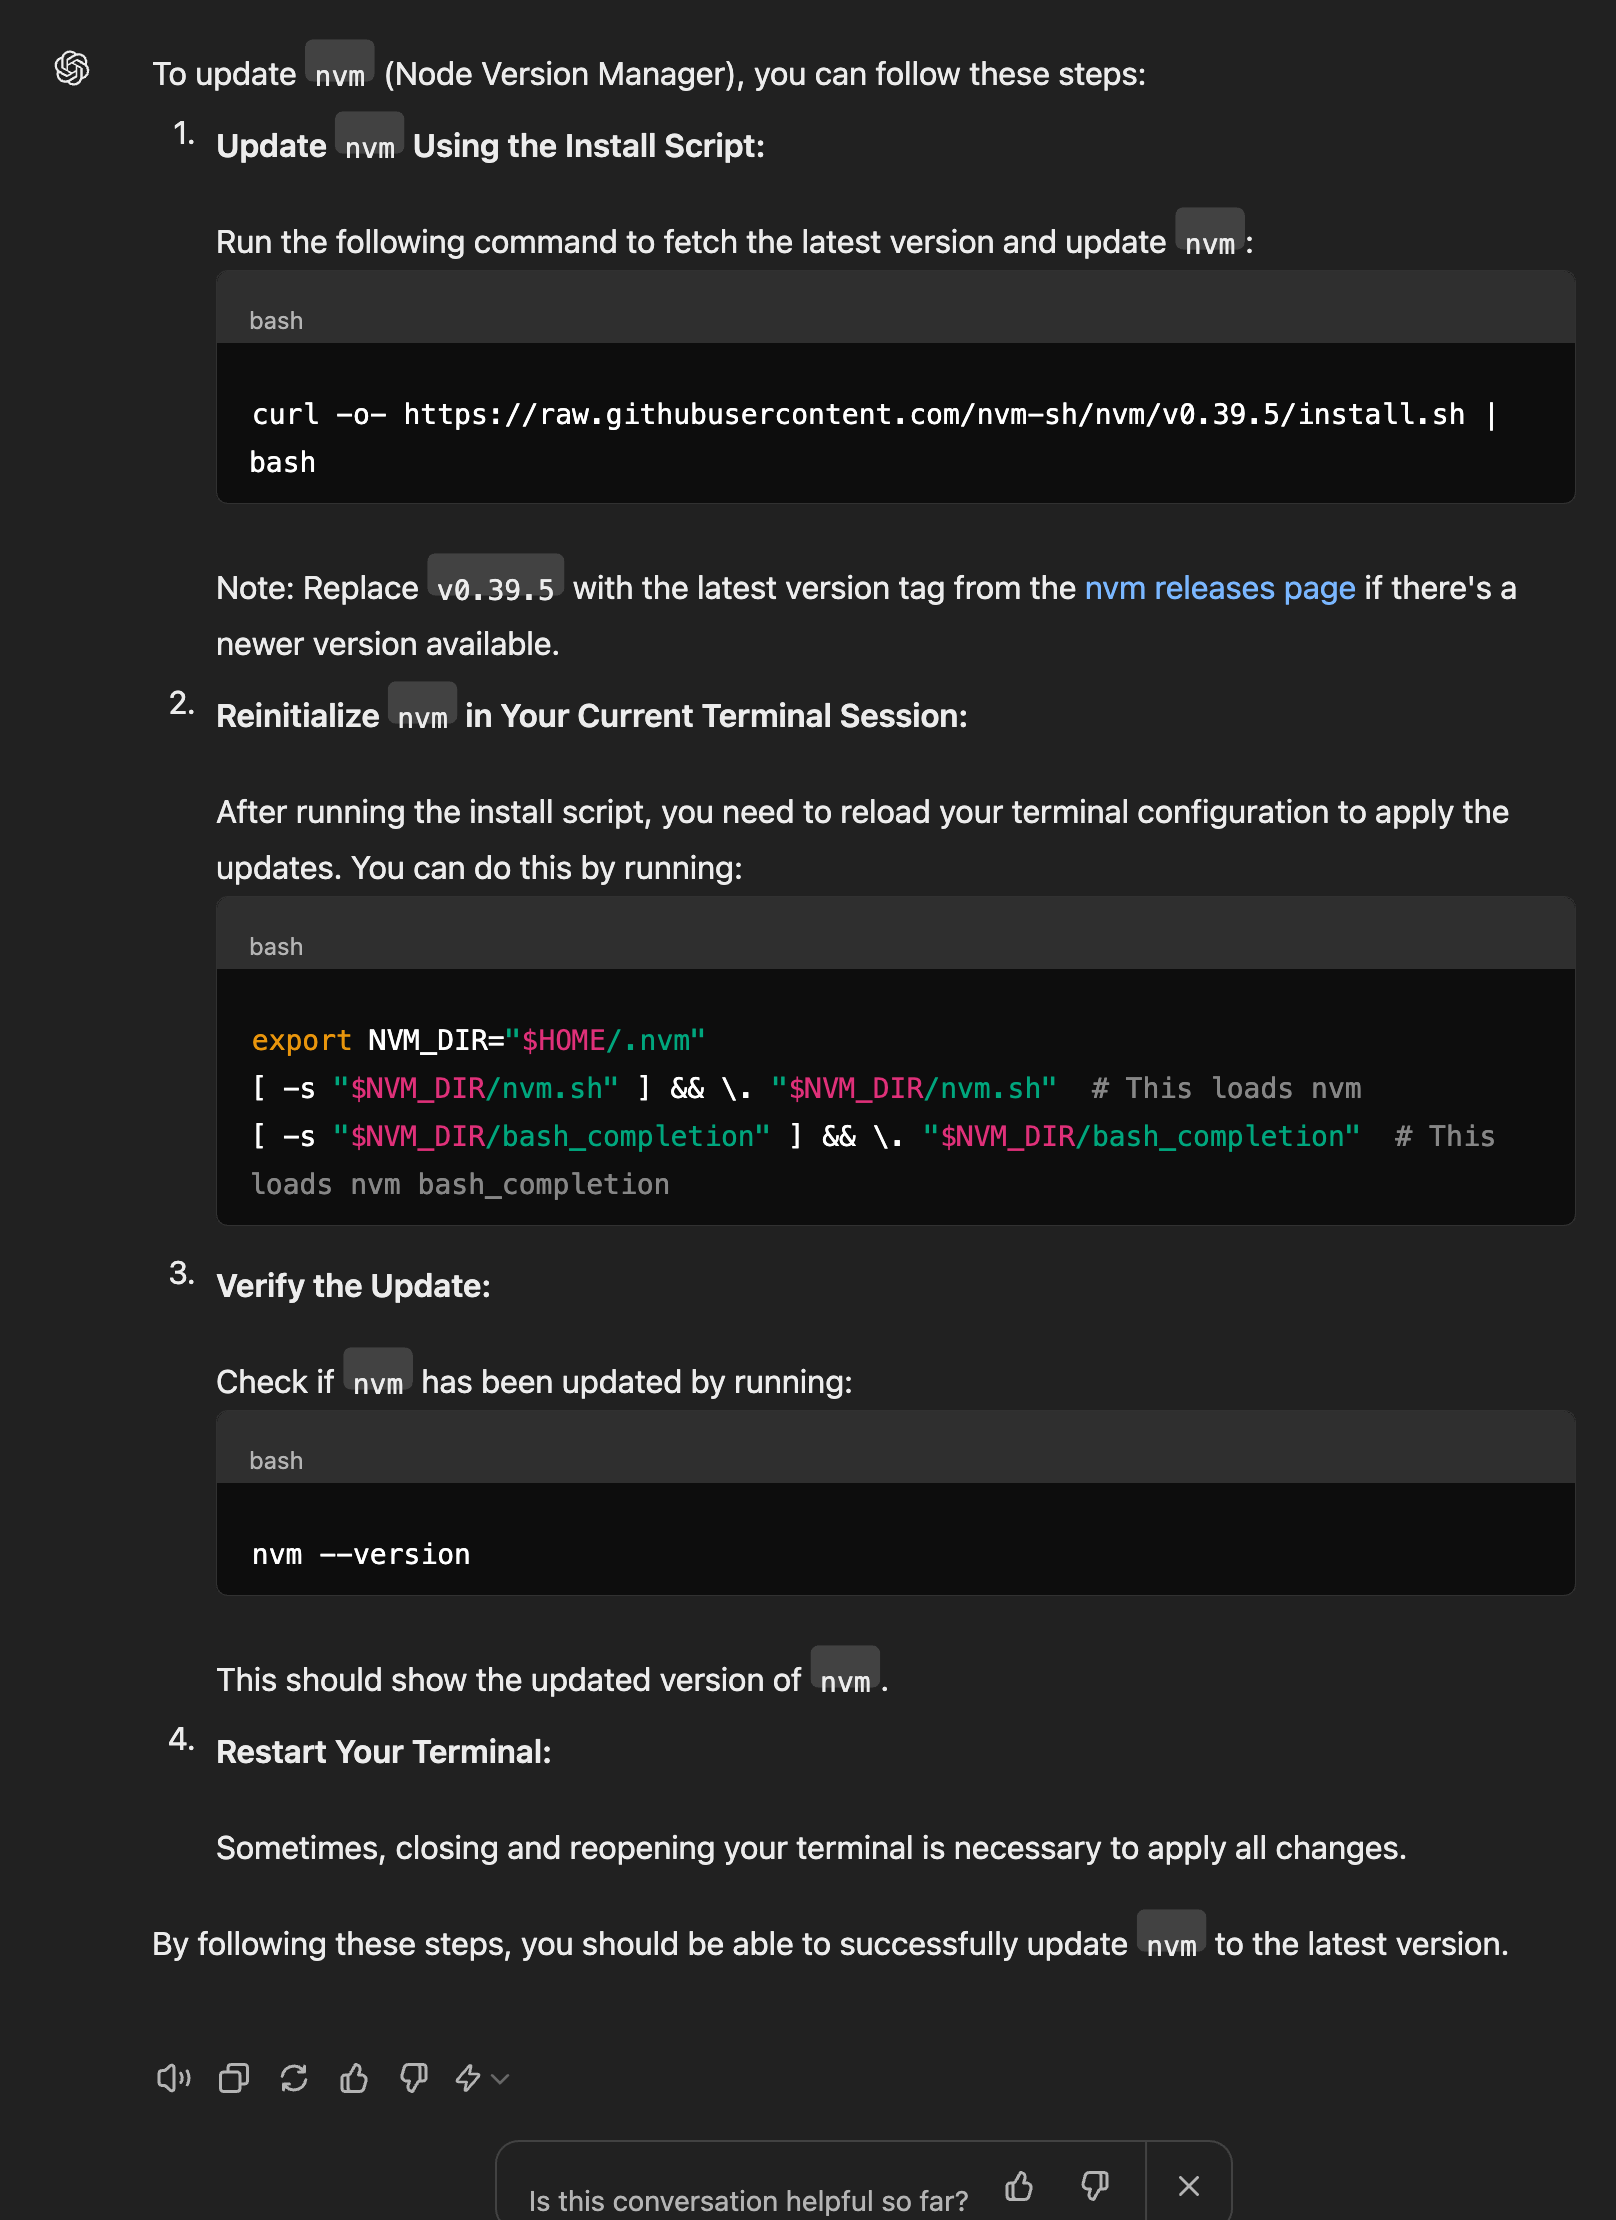 To update nvm (Node Version Manager), you can follow these steps:
1. Update nvm Using the Install Script:
Run the following command to fetch the latest version and update nvm:
bash
curl -o- https://raw.githubusercontent.com/nvm-sh/nvm/v0.39.5/install.sh |
bash
Note: Replace v0.39.5 with the latest version tag from the nvm releases page if there's a
newer version available.
2. Reinitialize nvm in Your Current Terminal Session:
After running the install script, you need to reload your terminal configuration to apply the
updates. You can do this by running:
bash
export NVM_DIR="$HOME/.nvm"
[ -s "$NVM_DIR/nvm.sh" ] && \. "$NVM_DIR/nvm.sh"  # This loads nvm
[ -s "$NVM_DIR/bash_completion" ] && \. "$NVM_DIR/bash_completion"  # This
loads nvm bash_completion
3. Verify the Update:
Check if nvm has been updated by running:
bash
nvm --version
This should show the updated version of nvm.
4. Restart Your Terminal:
Sometimes, closing and reopening your terminal is necessary to apply all changes.
By following these steps, you should be able to successfully update nvm to the latest version.
Is this conversation helpful so far?